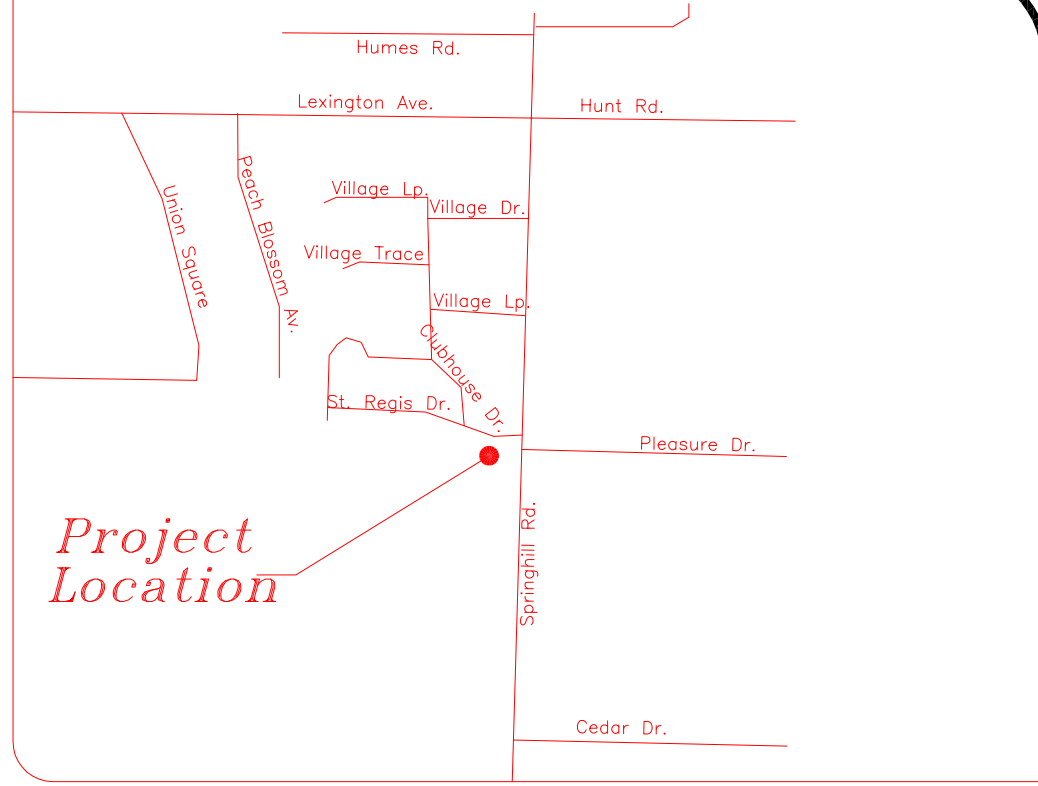 Humes Rd.
Lexington Ave.
Hunt Rd.
Union Square
Peach Blossom Av.
Village Lp.
Village Dr.
Village Trace
Village Lp.
Clubhouse Dr.
St. Regis Dr.
Pleasure Dr.
Project
Location
Springhill Rd.
Cedar Dr.